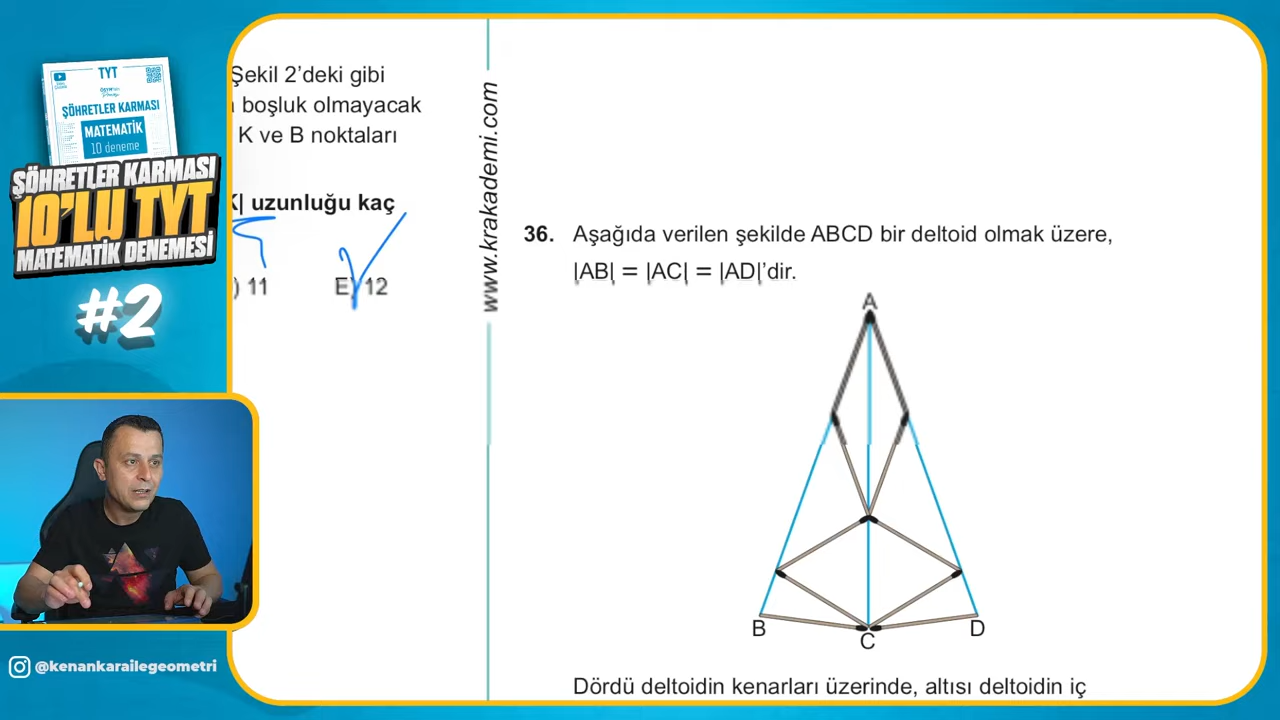 TYT
ŞÖHRETLER KARMASI
MATEMATİK
10 deneme
ŞÖHRETLER KARMASI
10'LU TYT
MATEMATİK DENEMESİ
#2
@kenankarailegeometri
Şekil 2'deki gibi
boşluk olmayacak
K ve B noktaları
K| uzunluğu kaç
) 11 E) 12
www.krakademi.com
36. Aşağıda verilen şekilde ABCD bir deltoid olmak üzere,
|AB| = |AC| = |AD|'dir.
A
B
C
D
Dördü deltoidin kenarları üzerinde, altısı deltoidin iç